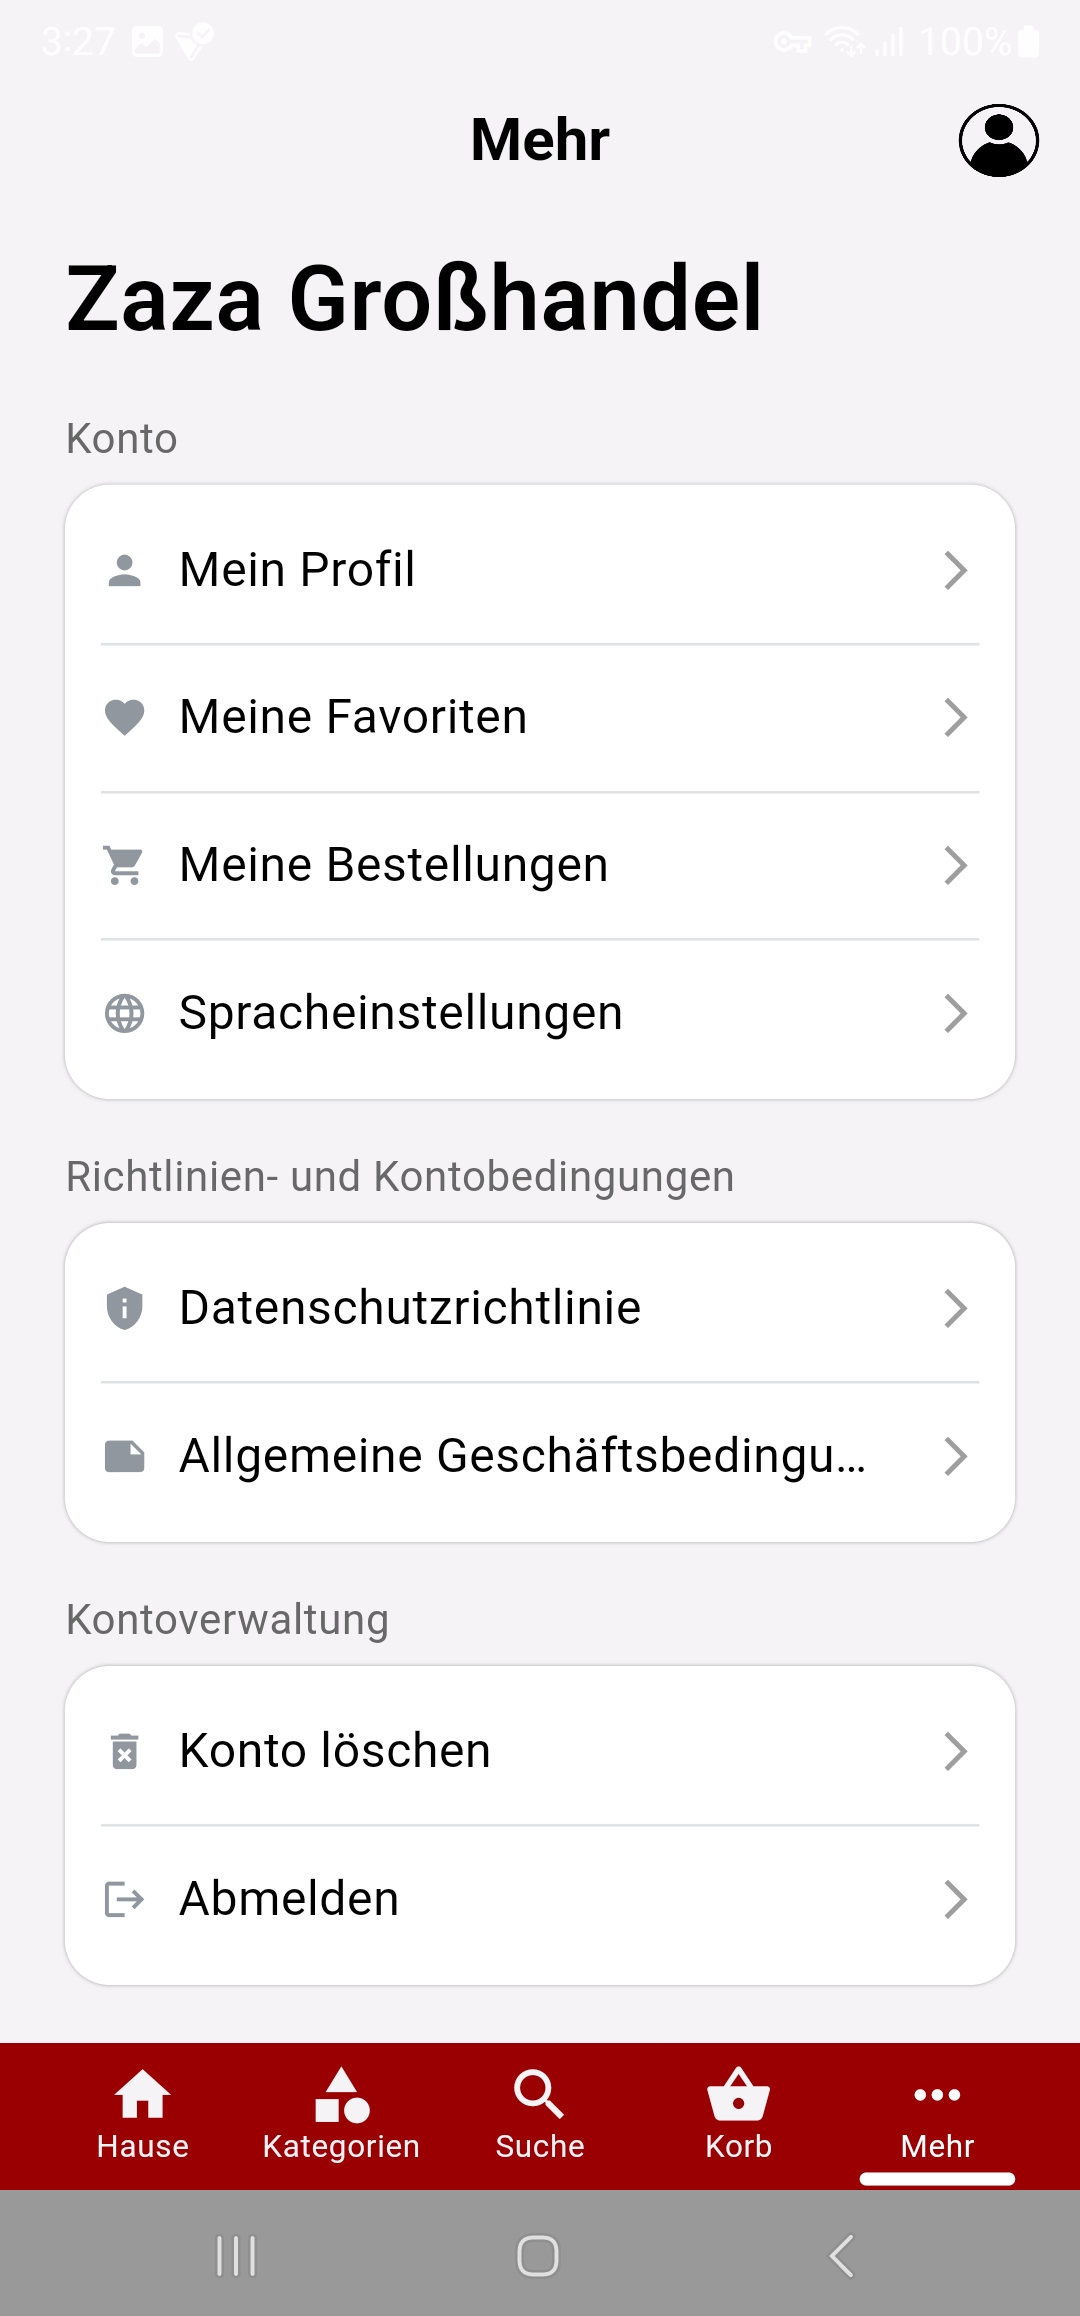 3:27
100%
Mehr
Zaza Großhandel
Konto
Mein Profil
Meine Favoriten
Meine Bestellungen
Spracheinstellungen
Richtlinien- und Kontobedingungen
Datenschutzrichtlinie
Allgemeine Geschäftsbedingu...
Kontoverwaltung
Konto löschen
Abmelden
Hause
Kategorien
Suche
Korb
Mehr